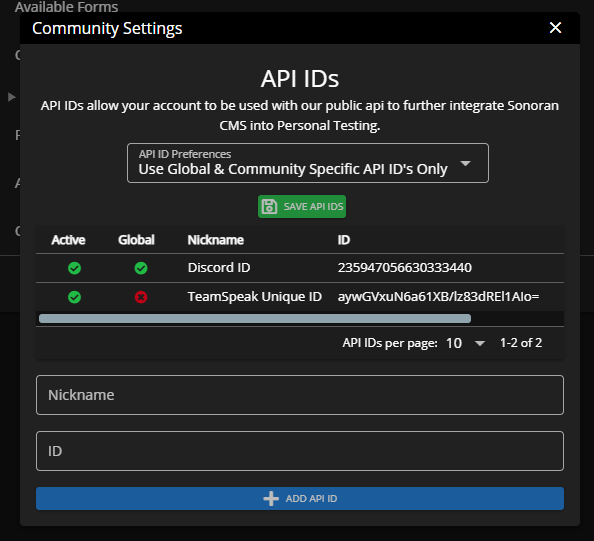 Available Forms
Community Settings
API IDs
API IDs allow your account to be used with our public api to further integrate Sonoran
CMS into Personal Testing.
API ID Preferences
Use Global & Community Specific API ID's Only
SAVE API IDS
Active Global Nickname ID
Discord ID 235947056630333440
TeamSpeak Unique ID aywGVxuN6a61XB/lz83dREl1AIo=
API IDs per page: 10 1-2 of 2
Nickname
ID
ADD API ID